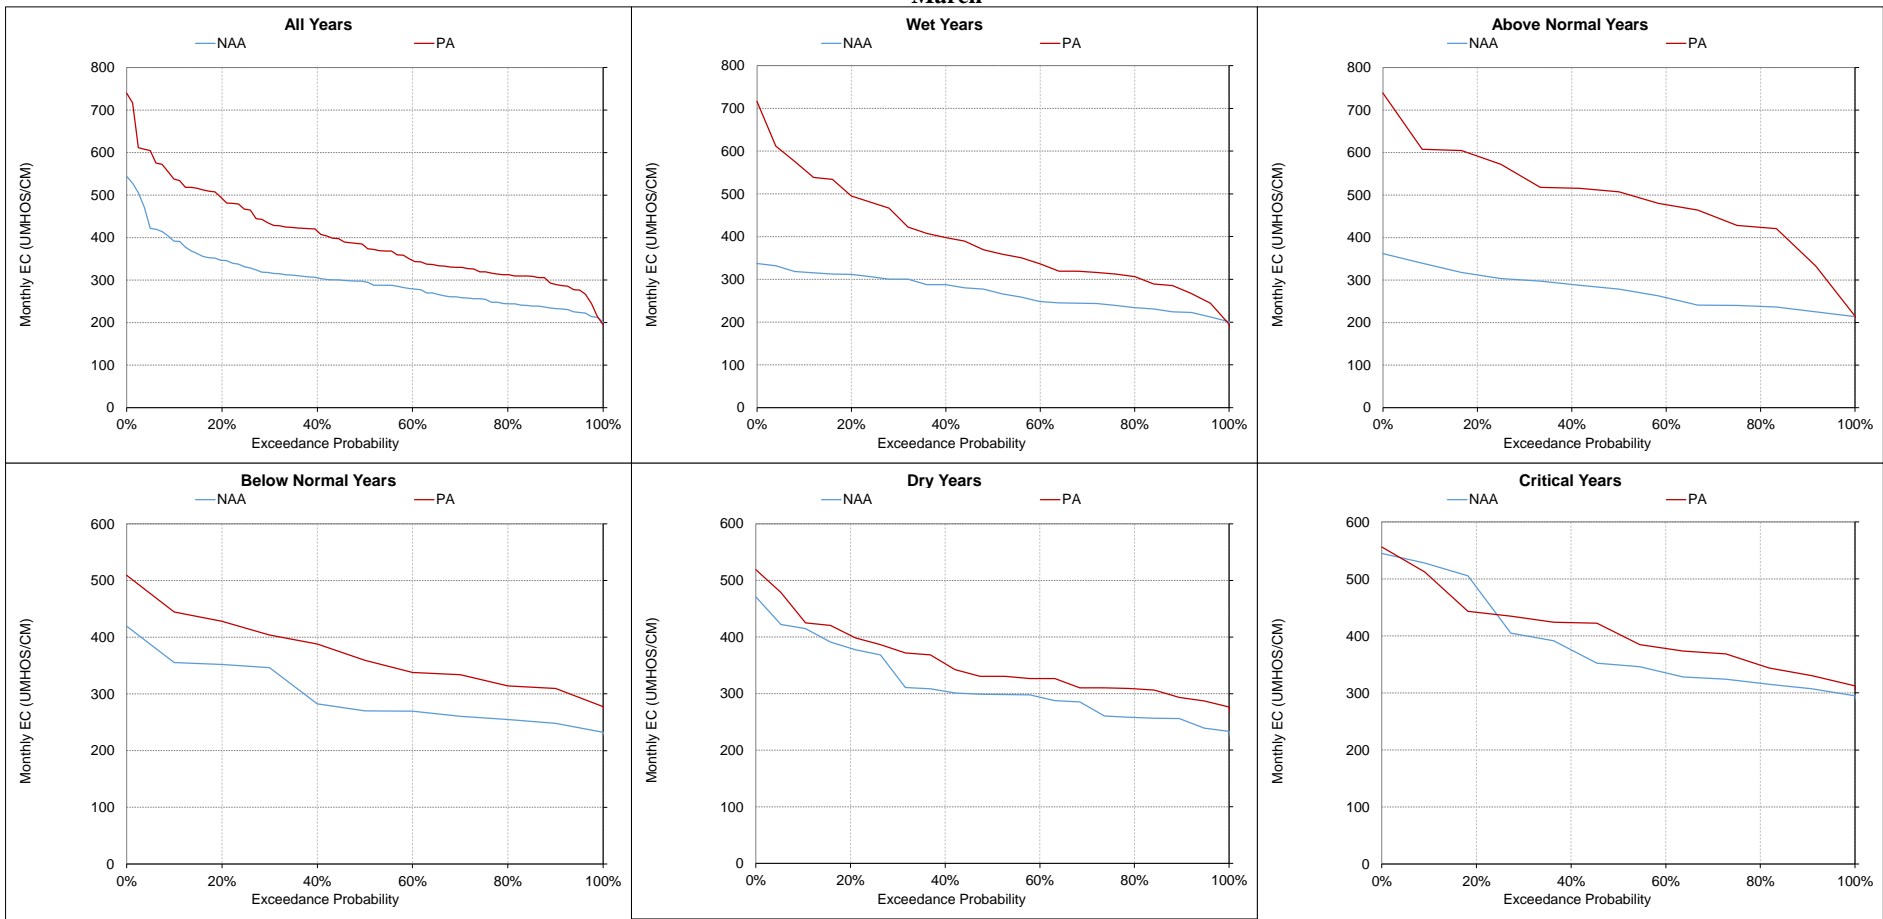 March
All Years
NAA PA
800
700
600
500
400
300
200
100
0
0% 20% 40% 60% 80% 100%
Monthly EC (UMHOS/CM)
Exceedance Probability
Wet Years
NAA PA
800
700
600
500
400
300
200
100
0
0% 20% 40% 60% 80% 100%
Monthly EC (UMHOS/CM)
Exceedance Probability
Above Normal Years
NAA PA
800
700
600
500
400
300
200
100
0
0% 20% 40% 60% 80% 100%
Monthly EC (UMHOS/CM)
Exceedance Probability
Below Normal Years
NAA PA
600
500
400
300
200
100
0
0% 20% 40% 60% 80% 100%
Monthly EC (UMHOS/CM)
Exceedance Probability
Dry Years
NAA PA
600
500
400
300
200
100
0
0% 20% 40% 60% 80% 100%
Monthly EC (UMHOS/CM)
Exceedance Probability
Critical Years
NAA PA
600
500
400
300
200
100
0
0% 20% 40% 60% 80% 100%
Monthly EC (UMHOS/CM)
Exceedance Probability